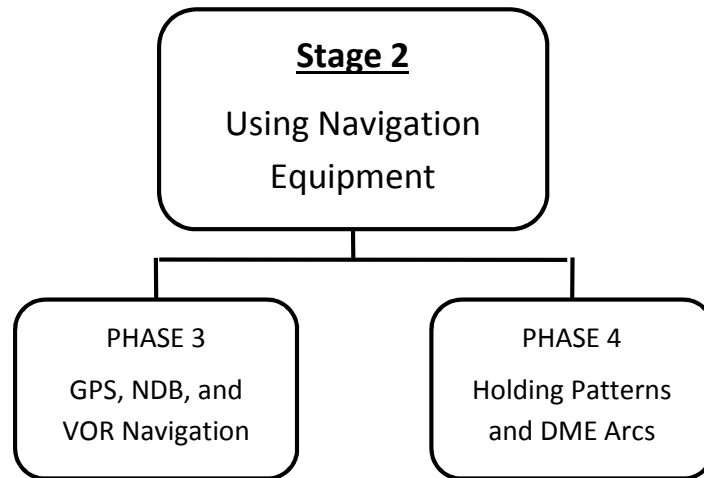 Stage 2
Using Navigation
Equipment
PHASE 3
GPS, NDB, and
VOR Navigation
PHASE 4
Holding Patterns
and DME Arcs